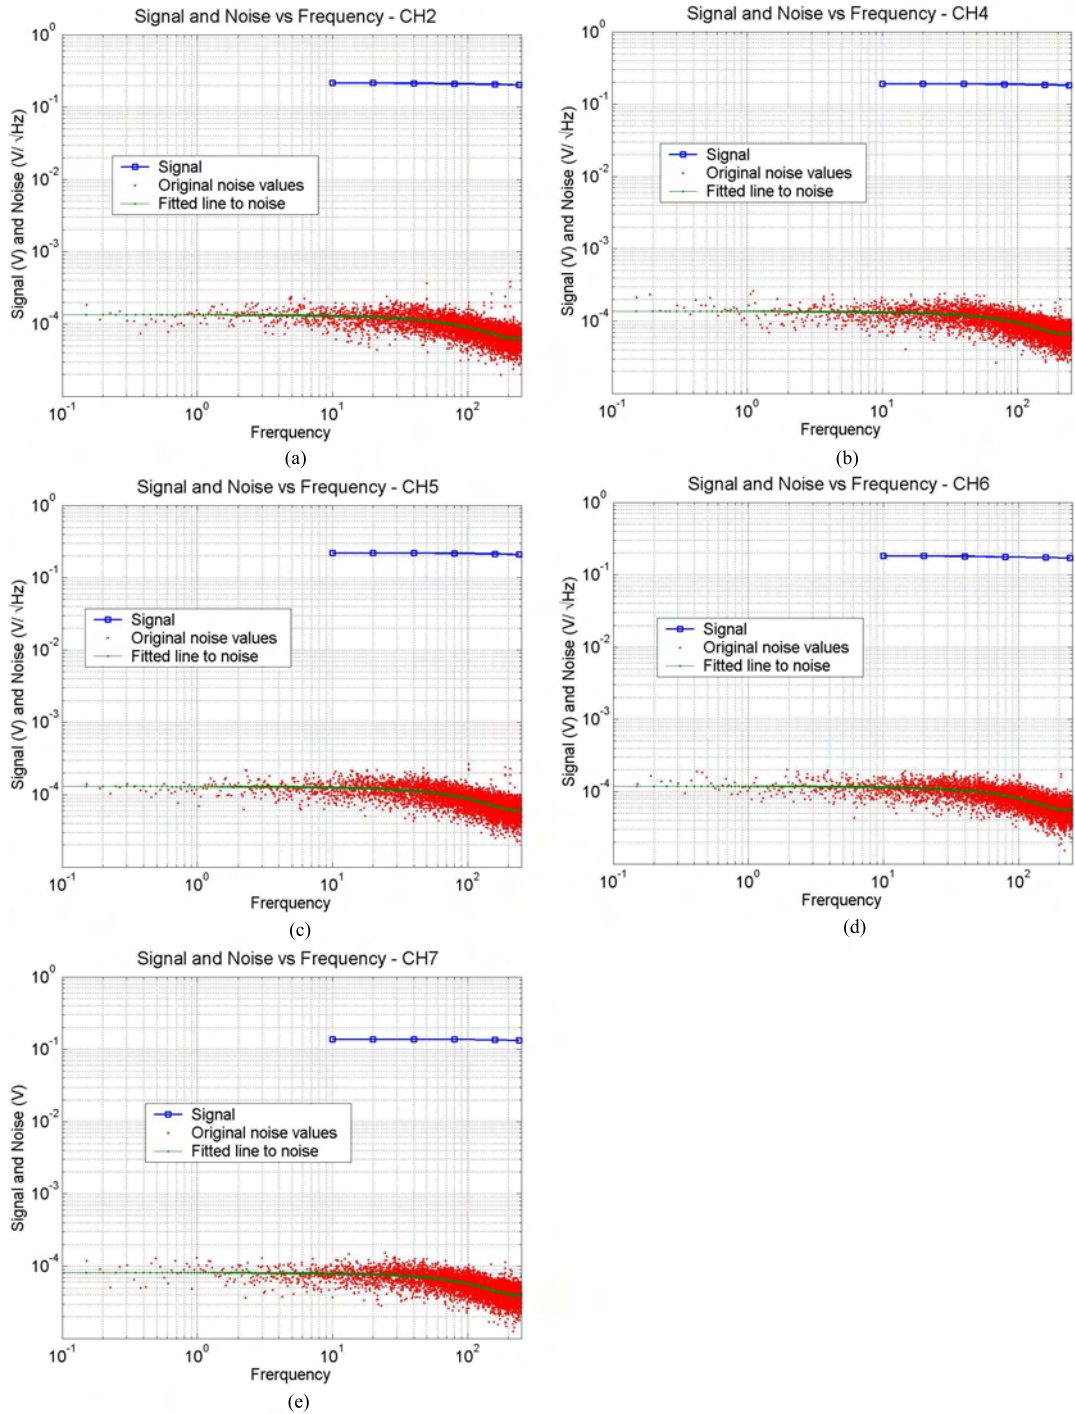 Signal and Noise vs Frequency - CH2
Signal (V) and Noise (V/ √Hz)
10^0
10^-1
10^-2
10^-3
10^-4
Signal
Original noise values
Fitted line to noise
10^-1 10^0 10^1 10^2
Frerquency
(a)
Signal and Noise vs Frequency - CH4
Signal (V) and Noise (V/ √Hz)
10^0
10^-1
10^-2
10^-3
10^-4
Signal
Original noise values
Fitted line to noise
10^-1 10^0 10^1 10^2
Frerquency
(b)
Signal and Noise vs Frequency - CH5
Signal (V) and Noise (V/ √Hz)
10^0
10^-1
10^-2
10^-3
10^-4
Signal
Original noise values
Fitted line to noise
10^-1 10^0 10^1 10^2
Frerquency
(c)
Signal and Noise vs Frequency - CH6
Signal (V) and Noise (V/ √Hz)
10^0
10^-1
10^-2
10^-3
10^-4
Signal
Original noise values
Fitted line to noise
10^-1 10^0 10^1 10^2
Frerquency
(d)
Signal and Noise vs Frequency - CH7
Signal and Noise (V)
10^0
10^-1
10^-2
10^-3
10^-4
Signal
Original noise values
Fitted line to noise
10^-1 10^0 10^1 10^2
Frerquency
(e)